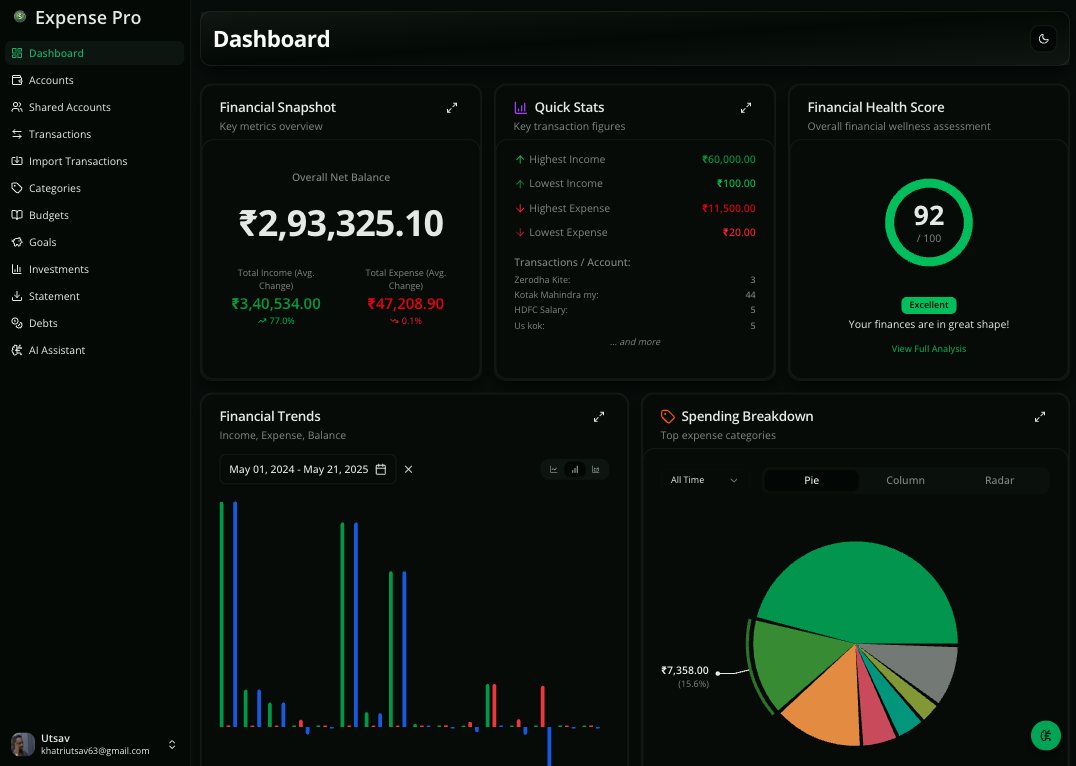 Expense Pro
Dashboard
Accounts
Shared Accounts
Transactions
Import Transactions
Categories
Budgets
Goals
Investments
Statement
Debts
AI Assistant
Utsav
khatriutsav63@gmail.com
Dashboard
Financial Snapshot
Key metrics overview
Overall Net Balance
₹2,93,325.10
Total Income (Avg.
Change)
₹3,40,534.00
77.0%
Total Expense (Avg.
Change)
₹47,208.90
0.1%
Quick Stats
Key transaction figures
Highest Income ₹60,000.00
Lowest Income ₹100.00
Highest Expense ₹11,500.00
Lowest Expense ₹20.00
Transactions / Account:
Zerodha Kite: 3
Kotak Mahindra my: 44
HDFC Salary: 5
Us kok: 5
... and more
Financial Health Score
Overall financial wellness assessment
92
/ 100
Excellent
Your finances are in great shape!
View Full Analysis
Financial Trends
Income, Expense, Balance
May 01, 2024 - May 21, 2025
Spending Breakdown
Top expense categories
All Time
Pie Column Radar
₹7,358.00
(15.6%)